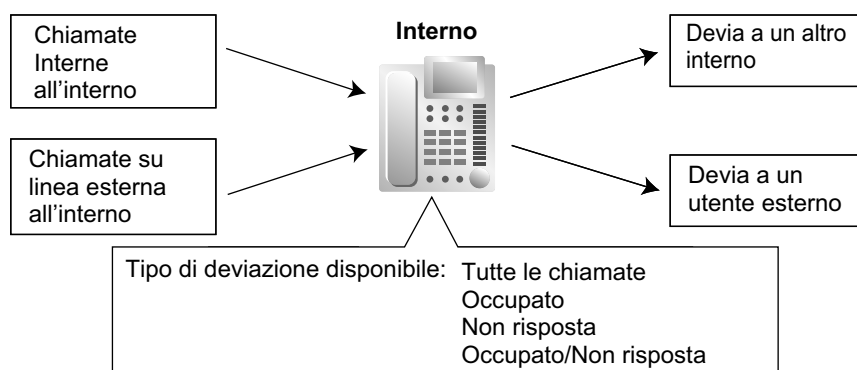 Chiamate
Interne
all'interno
Chiamate su
linea esterna
all'interno
Interno
Devia a un altro
interno
Devia a un
utente esterno
Tipo di deviazione disponibile: Tutte le chiamate
Occupato
Non risposta
Occupato/Non risposta